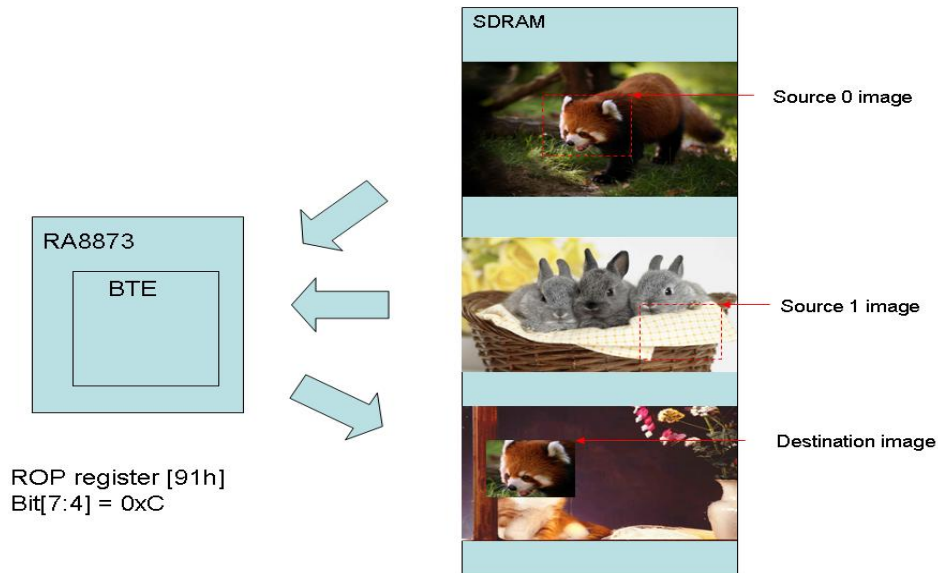 SDRAM
Source 0 image
RA8873
BTE
Source 1 image
Destination image
ROP register [91h]
Bit[7:4] = 0xC